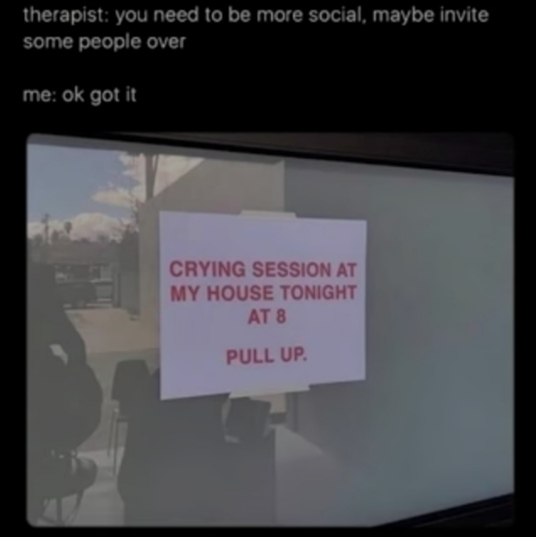 therapist: you need to be more social, maybe invite
some people over
me: ok got it
CRYING SESSION AT
MY HOUSE TONIGHT
AT 8
PULL UP.